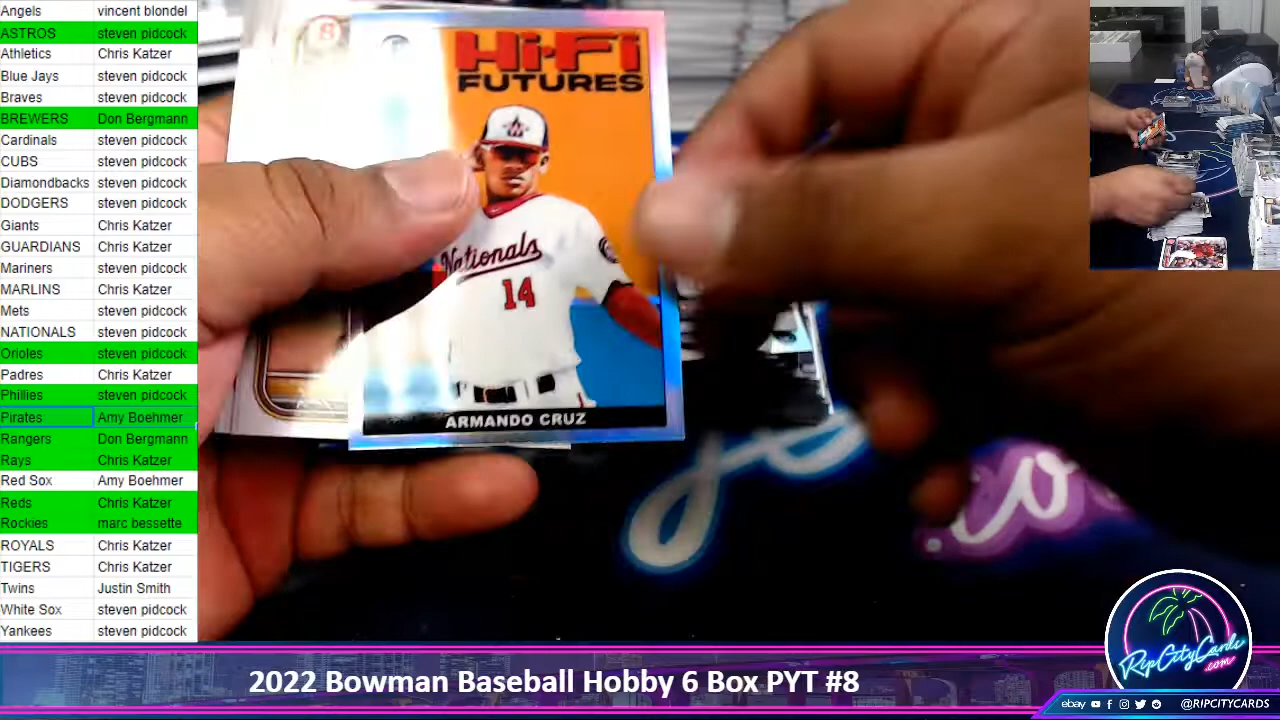 Angels vincent blondel
ASTROS steven pidcock
Athletics Chris Katzer
Blue Jays steven pidcock
Braves steven pidcock
BREWERS Don Bergmann
Cardinals steven pidcock
CUBS steven pidcock
Diamondbacks steven pidcock
DODGERS steven pidcock
Giants Chris Katzer
GUARDIANS Chris Katzer
Mariners steven pidcock
MARLINS Chris Katzer
Mets steven pidcock
NATIONALS steven pidcock
Orioles steven pidcock
Padres Chris Katzer
Phillies steven pidcock
Pirates Amy Boehmer
Rangers Don Bergmann
Rays Chris Katzer
Red Sox Amy Boehmer
Reds Chris Katzer
Rockies marc bessette
ROYALS Chris Katzer
TIGERS Chris Katzer
Twins Justin Smith
White Sox steven pidcock
Yankees steven pidcock
Hi-Fi
FUTURES
Nationals
14
ARMANDO CRUZ
2022 Bowman Baseball Hobby 6 Box PYT #8
RipCityCards
.com
ebay @RIPCITYCARDS